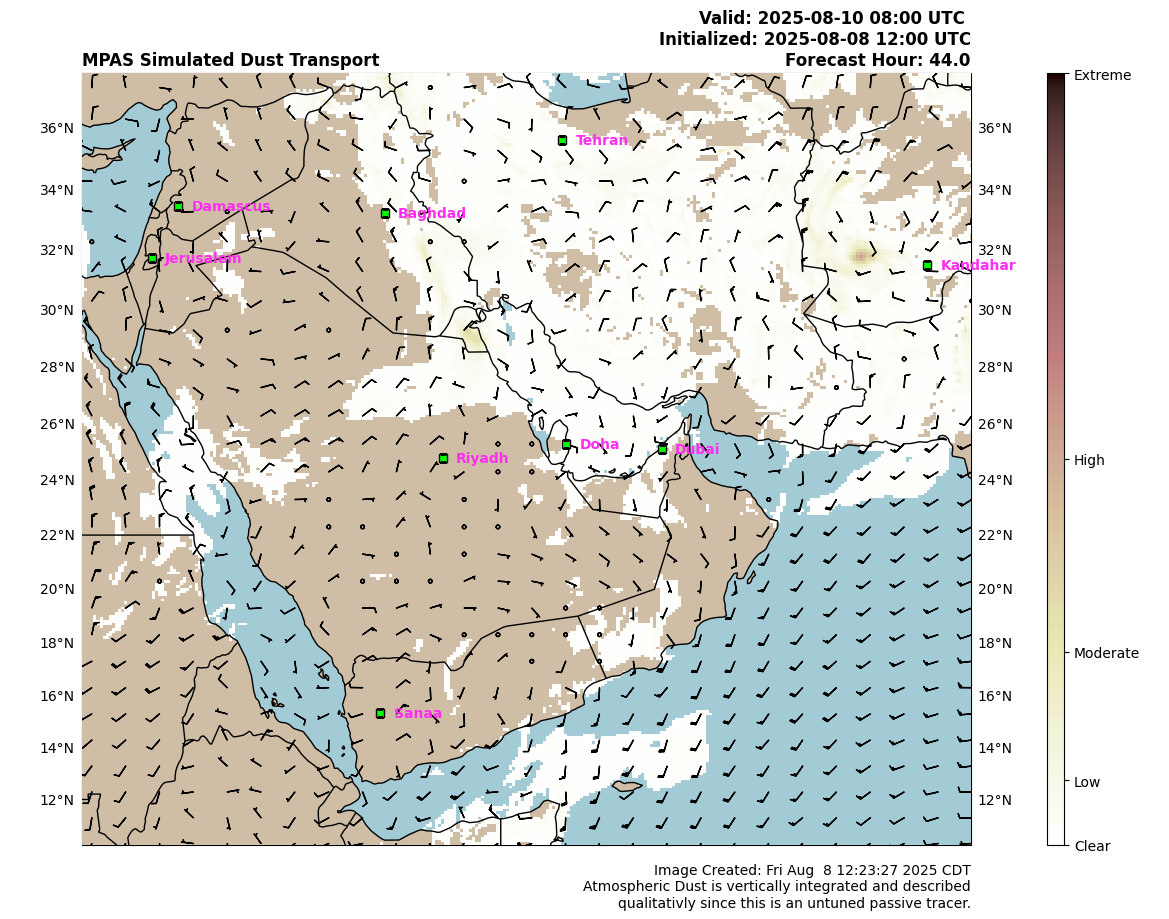 Valid: 2025-08-10 08:00 UTC
Initialized: 2025-08-08 12:00 UTC
MPAS Simulated Dust Transport
Forecast Hour: 44.0
Extreme
High
Moderate
Low
Clear
36°N
34°N
32°N
30°N
28°N
26°N
24°N
22°N
20°N
18°N
16°N
14°N
12°N
36°N
34°N
32°N
30°N
28°N
26°N
24°N
22°N
20°N
18°N
16°N
14°N
12°N
Tehran
Damascus
Baghdad
Jerusalem
Kandahar
Doha
Dubai
Riyadh
Sanaa
Image Created: Fri Aug  8 12:23:27 2025 CDT
Atmospheric Dust is vertically integrated and described
qualitativly since this is an untuned passive tracer.